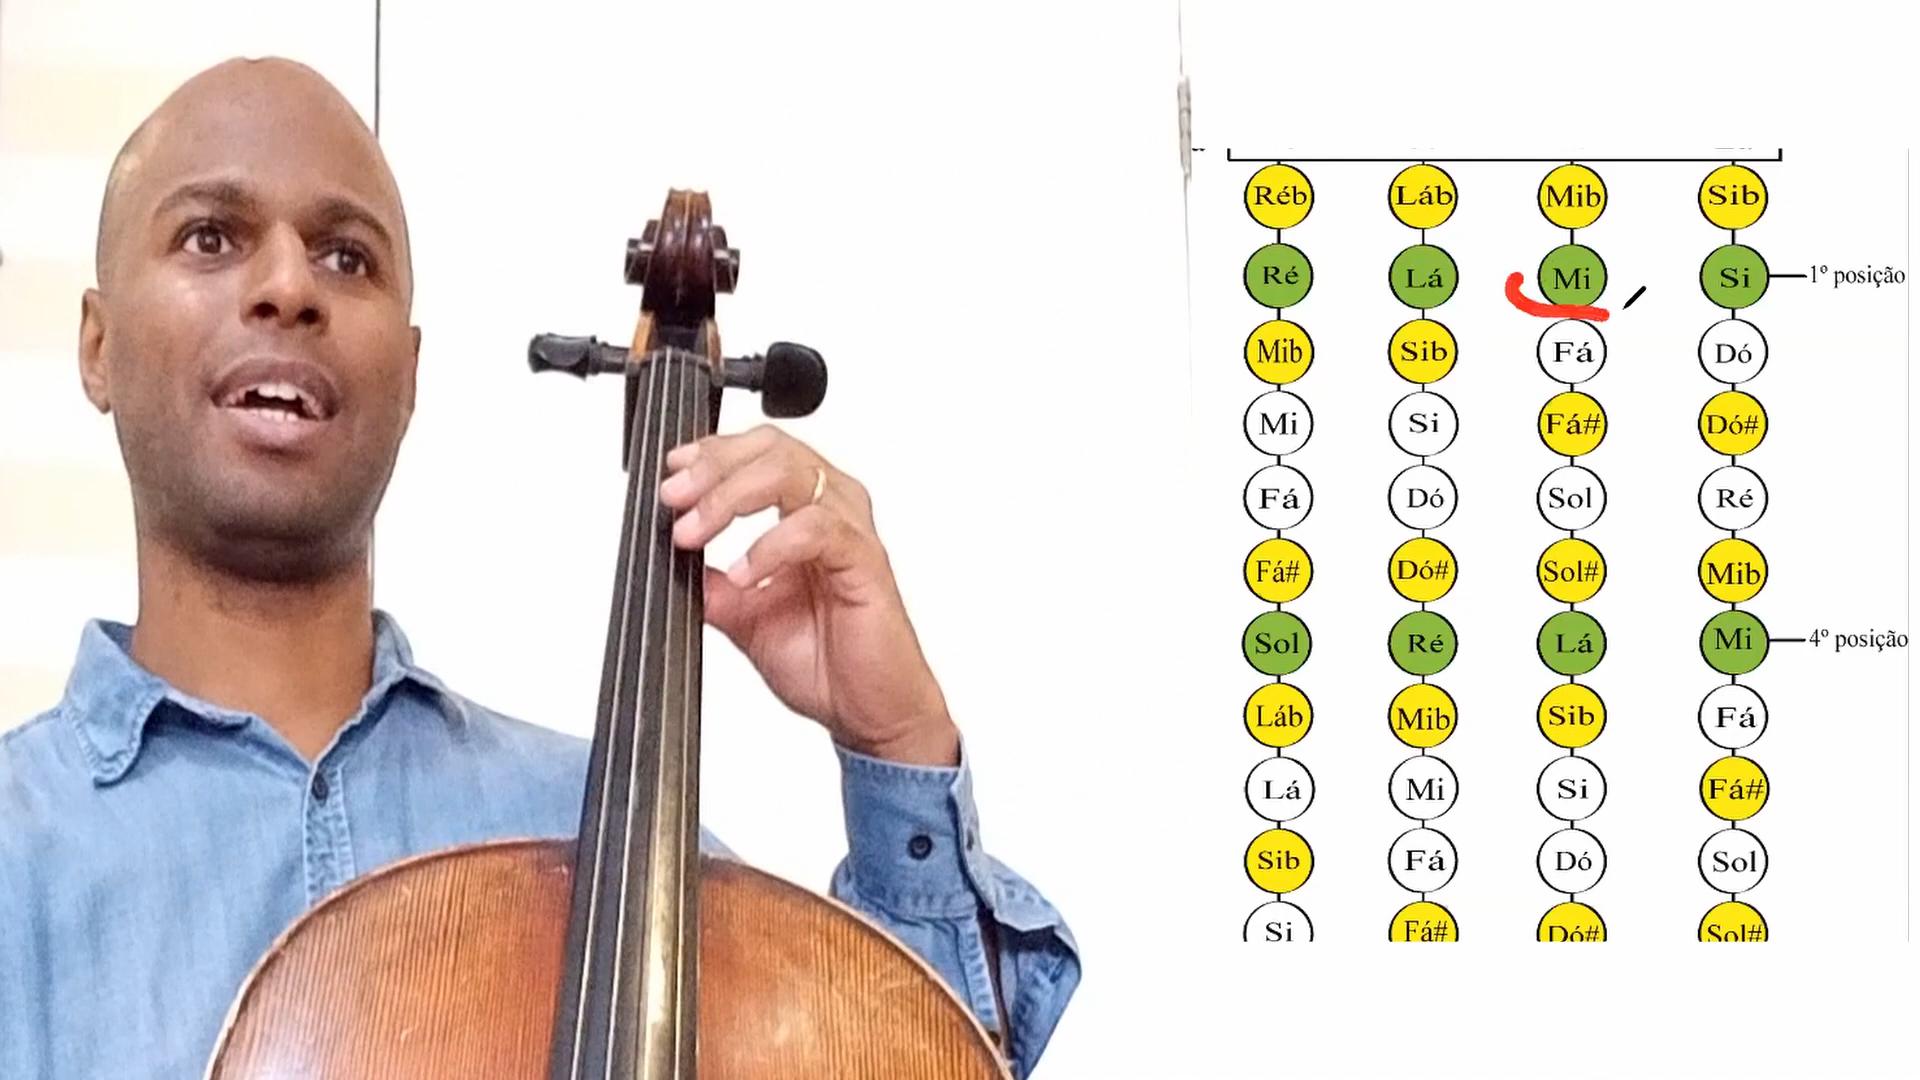 Réb Láb Mib Sib
Ré Lá Mi Si 1º posição
Mib Sib Fá Dó
Mi Si Fá# Dó#
Fá Dó Sol Ré
Fá# Dó# Sol# Mib
Sol Ré Lá Mi 4º posição
Láb Mib Sib Fá
Lá Mi Si Fá#
Sib Fá Dó Sol
Si Fá# Dó# Sol#